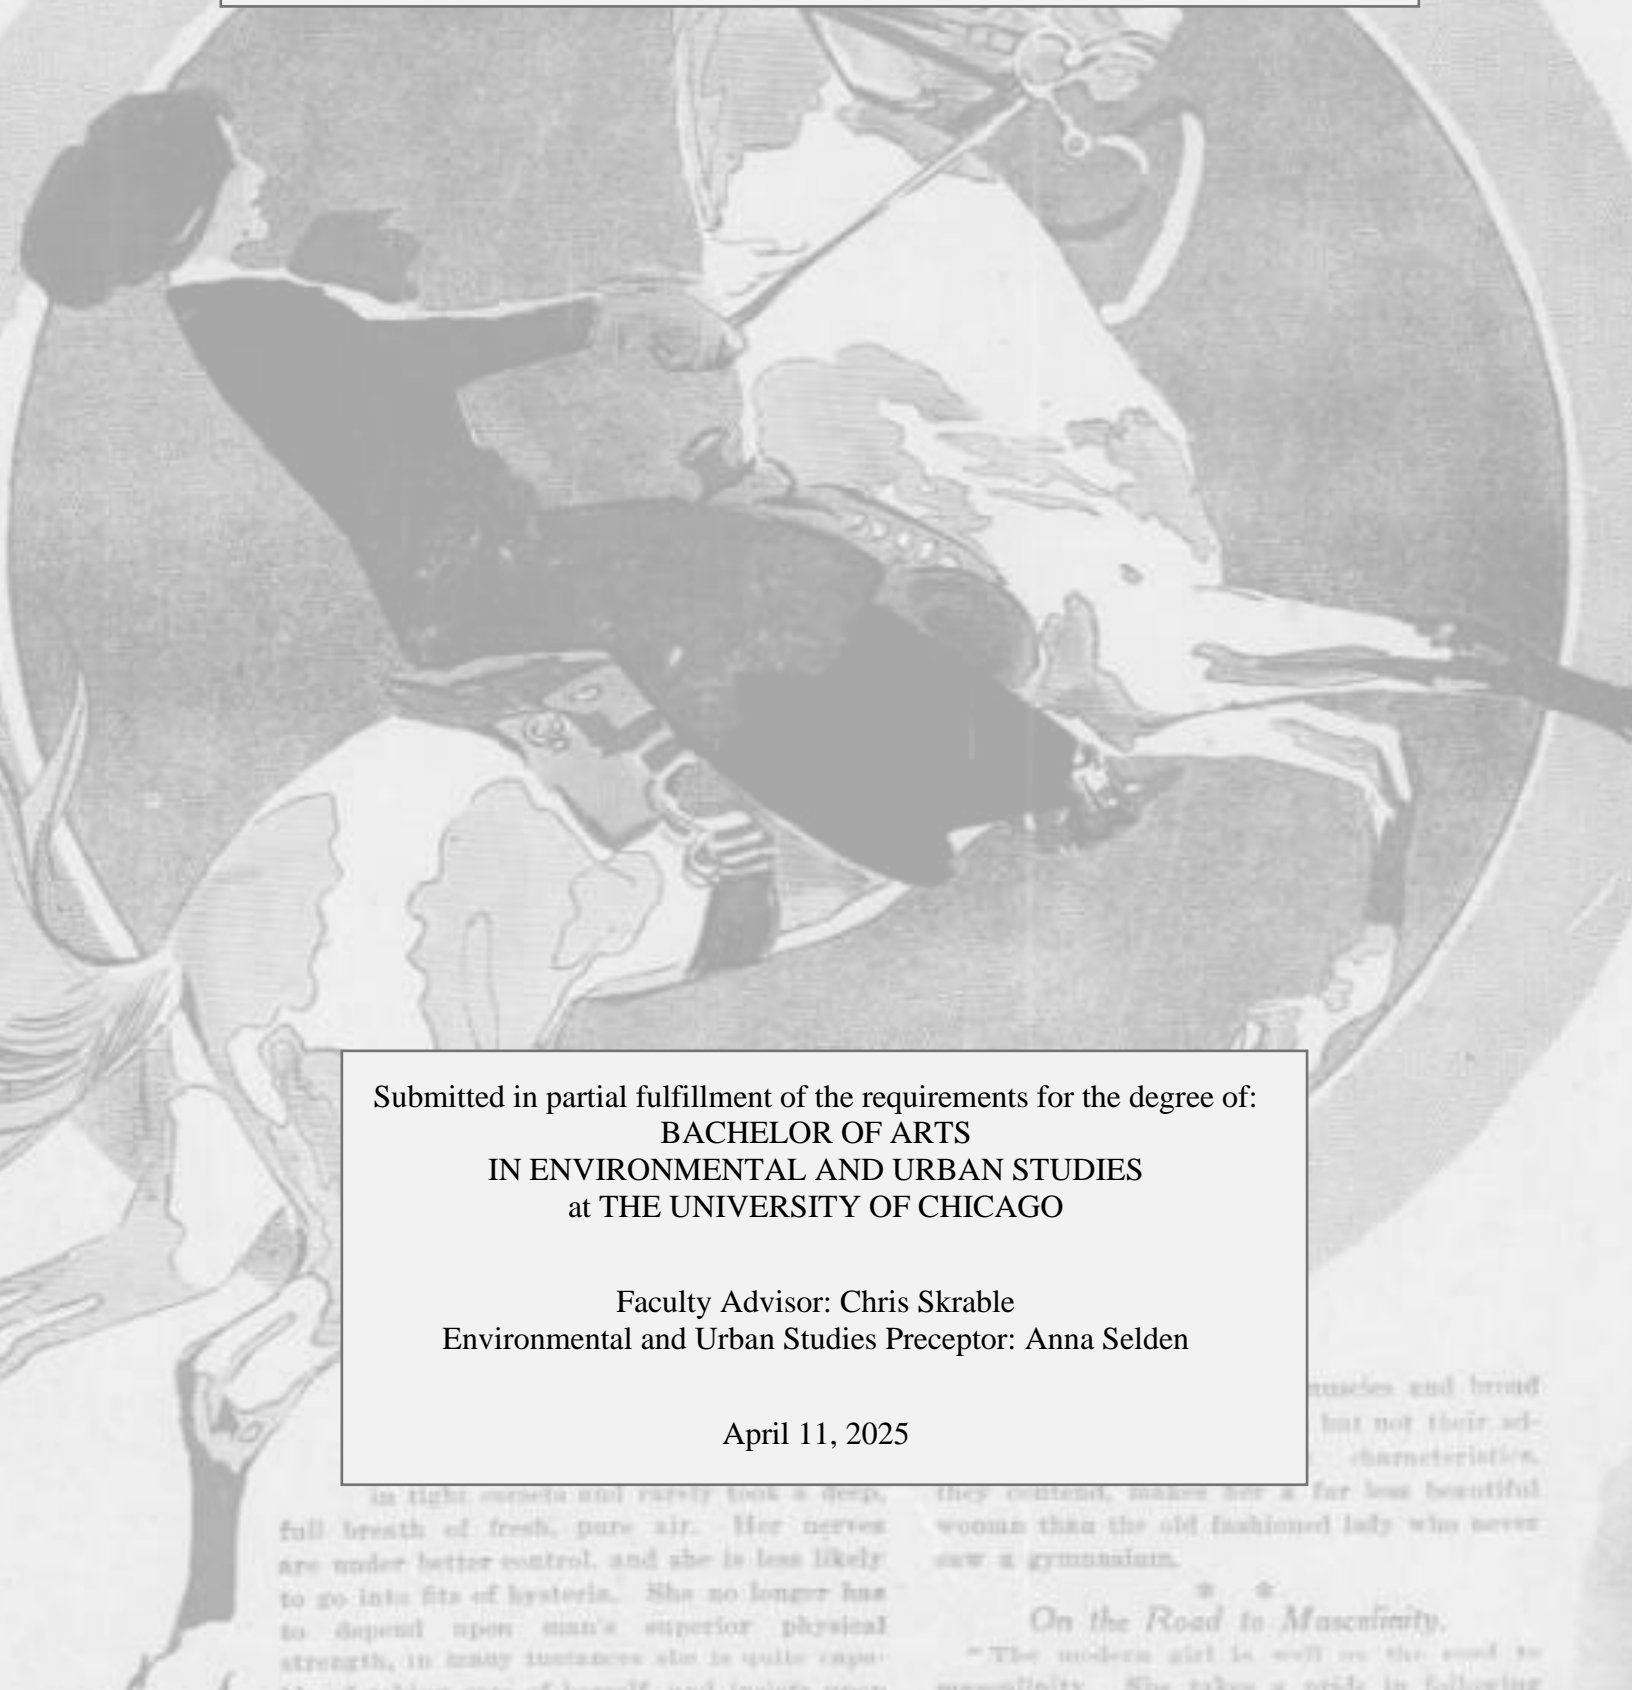 Submitted in partial fulfillment of the requirements for the degree of:
BACHELOR OF ARTS
IN ENVIRONMENTAL AND URBAN STUDIES
at THE UNIVERSITY OF CHICAGO
Faculty Advisor: Chris Skrable
Environmental and Urban Studies Preceptor: Anna Selden
April 11, 2025
in tight corsets and rarely took a deep,
full breath of fresh, pure air. Her nerves
are under better control, and she is less likely
to go into fits of hysteria. She no longer has
to depend upon man's superior physical
strength, in many instances she is quite capa-
muscles and broad
but not their ad-
characteristics,
they contend, makes her a far less beautiful
woman than the old fashioned lady who never
saw a gymnasium.
* *
On the Road to Masculinity.
"The modern girl is well on the road to
masculinity. She takes a pride in following